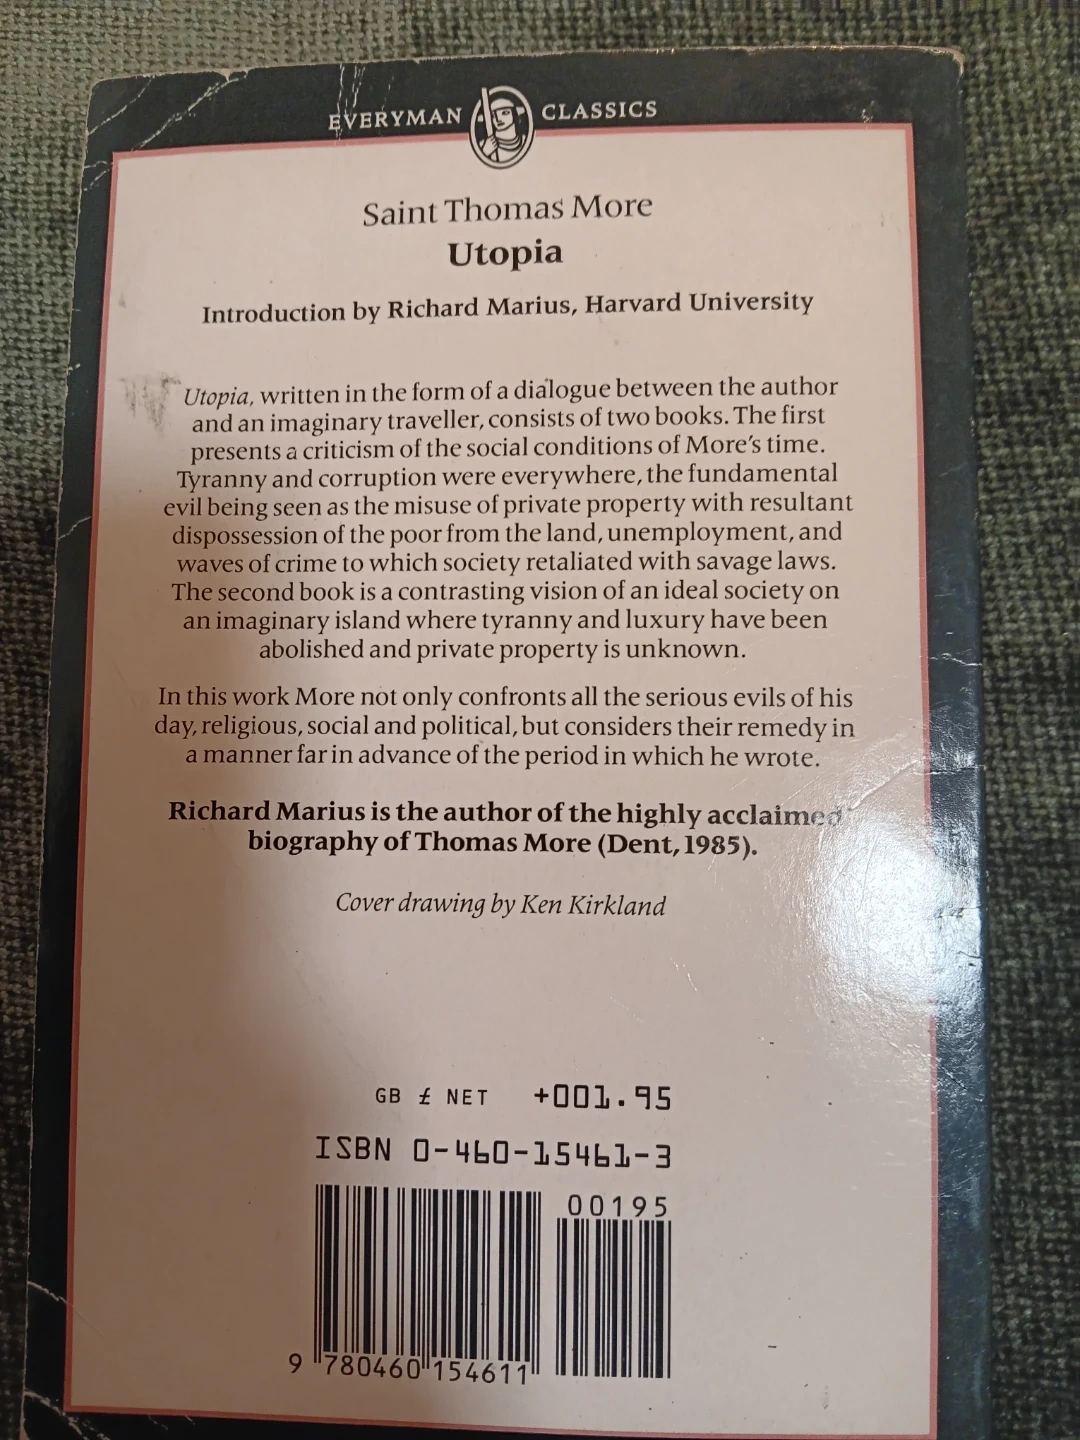 EVERYMAN CLASSICS
Saint Thomas More
Utopia
Introduction by Richard Marius, Harvard University
Utopia, written in the form of a dialogue between the author
and an imaginary traveller, consists of two books. The first
presents a criticism of the social conditions of More's time.
Tyranny and corruption were everywhere, the fundamental
evil being seen as the misuse of private property with resultant
dispossession of the poor from the land, unemployment, and
waves of crime to which society retaliated with savage laws.
The second book is a contrasting vision of an ideal society on
an imaginary island where tyranny and luxury have been
abolished and private property is unknown.
In this work More not only confronts all the serious evils of his
day, religious, social and political, but considers their remedy in
a manner far in advance of the period in which he wrote.
Richard Marius is the author of the highly acclaimed
biography of Thomas More (Dent, 1985).
Cover drawing by Ken Kirkland
GB £ NET +001.95
ISBN 0-460-15461-3
00195
9 780460 154611